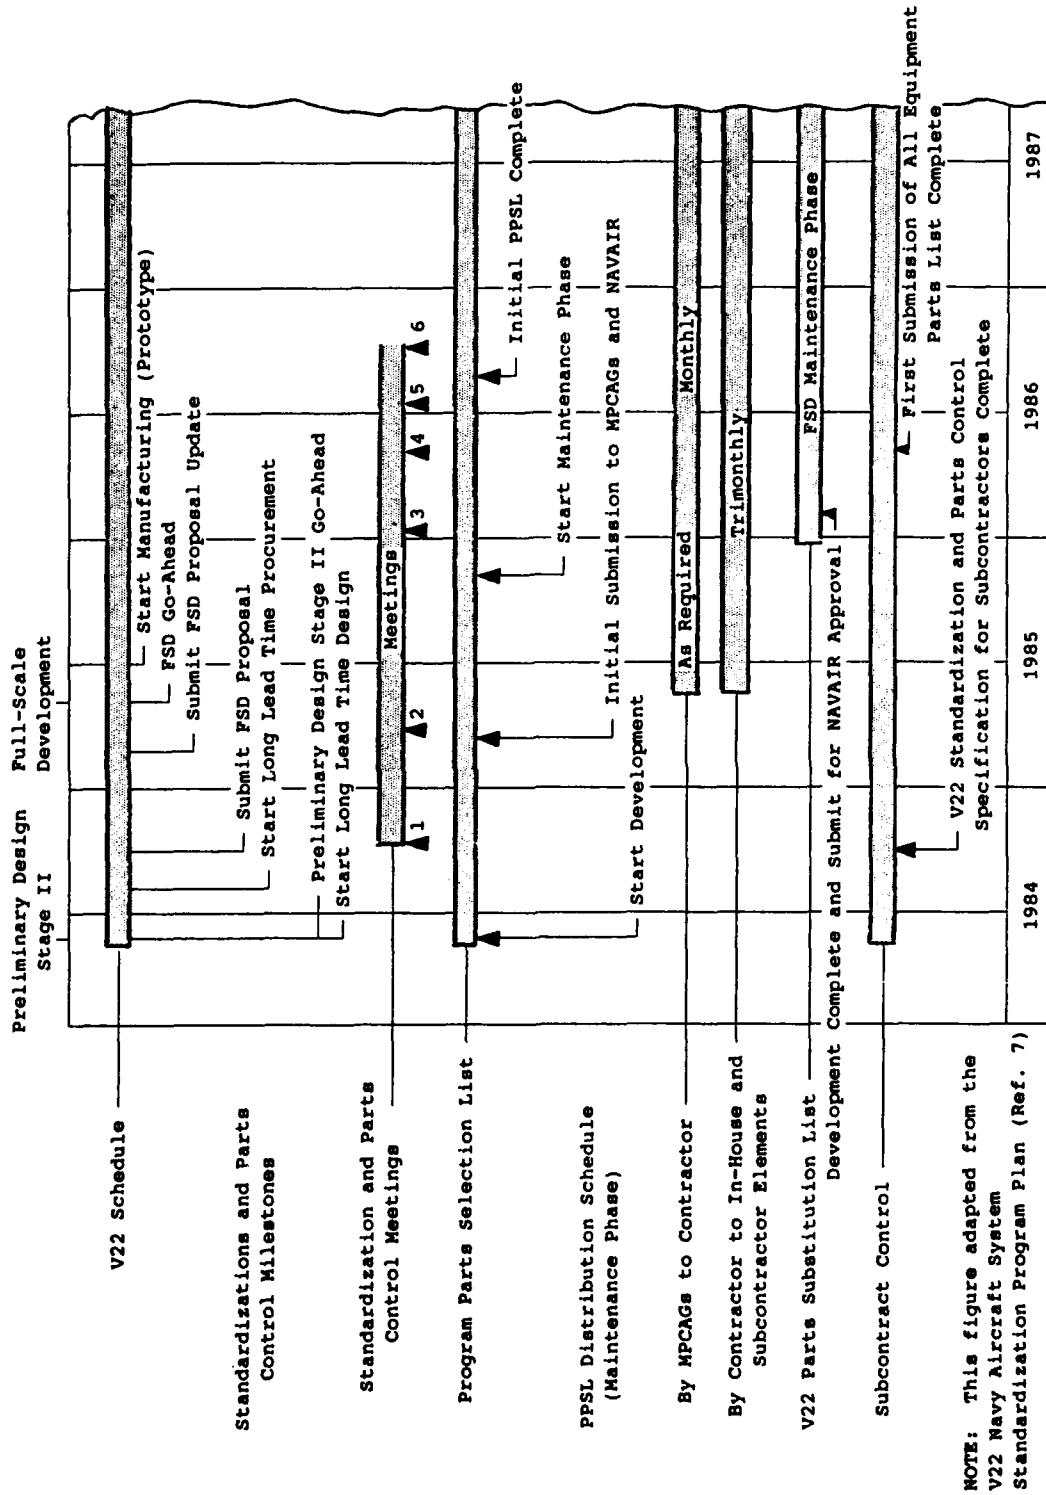 Preliminary Design
Stage II
Full-Scale
Development
V22 Schedule
Start Manufacturing (Prototype)
FSD Go-Ahead
Submit FSD Proposal Update
Submit FSD Proposal
Start Long Lead Time Procurement
Preliminary Design Stage II Go-Ahead
Start Long Lead Time Design
Standardizations and Parts
Control Milestones
Standardization and Parts
Control Meetings
Meetings
1 2 3 4 5 6
Program Parts Selection List
Initial PPSL Complete
Start Maintenance Phase
Initial Submission to MPCAGs and NAVAIR
Start Development
PPSL Distribution Schedule
(Maintenance Phase)
By MPCAGs to Contractor
As Required
Monthly
By Contractor to In-House and
Subcontractor Elements
Trimonthly
V22 Parts Substitution List
FSD Maintenance Phase
Development Complete and Submit for NAVAIR Approval
Subcontract Control
First Submission of All Equipment
Parts List Complete
V22 Standardization and Parts Control
Specification for Subcontractors Complete
1984 1985 1986 1987
NOTE: This figure adapted from the
V22 Navy Aircraft System
Standardization Program Plan (Ref. 7)